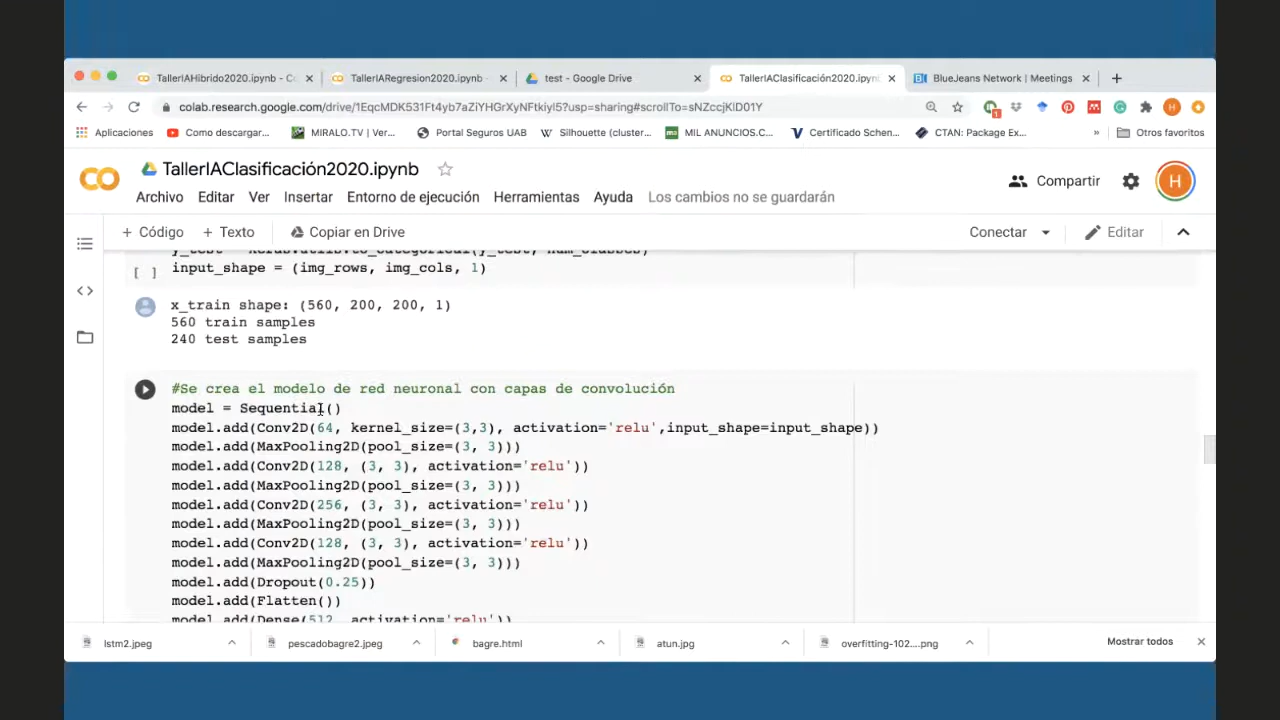 TallerIAHibrido2020.ipynb - Co
TallerIARegresion2020.ipynb -
test - Google Drive
TallerIAClasificación2020.ipynb
BlueJeans Network | Meetings
colab.research.google.com/drive/1EqcMDK531Ft4yb7aZiYHGrXyNFtkiyl5?usp=sharing#scrollTo=sNZccjKlD01Y
Aplicaciones
Como descargar...
MIRALO.TV | Ver...
Portal Seguros UAB
Silhouette (cluster...
MIL ANUNCIOS.C...
Certificado Schen...
CTAN: Package Ex...
Otros favoritos
TallerIAClasificación2020.ipynb
Compartir
H
Archivo Editar Ver Insertar Entorno de ejecución Herramientas Ayuda Los cambios no se guardarán
+ Código + Texto Copiar en Drive
Conectar
Editar
y_test = keras.utils.to_categorical(y_test, num_classes)
[ ] input_shape = (img_rows, img_cols, 1)
x_train shape: (560, 200, 200, 1)
560 train samples
240 test samples
#Se crea el modelo de red neuronal con capas de convolución
model = Sequential()
model.add(Conv2D(64, kernel_size=(3,3), activation='relu',input_shape=input_shape))
model.add(MaxPooling2D(pool_size=(3, 3)))
model.add(Conv2D(128, (3, 3), activation='relu'))
model.add(MaxPooling2D(pool_size=(3, 3)))
model.add(Conv2D(256, (3, 3), activation='relu'))
model.add(MaxPooling2D(pool_size=(3, 3)))
model.add(Conv2D(128, (3, 3), activation='relu'))
model.add(MaxPooling2D(pool_size=(3, 3)))
model.add(Dropout(0.25))
model.add(Flatten())
model.add(Dense(512, activation='relu'))
lstm2.jpeg
pescadobagre2.jpeg
bagre.html
atun.jpg
overfitting-102....png
Mostrar todos